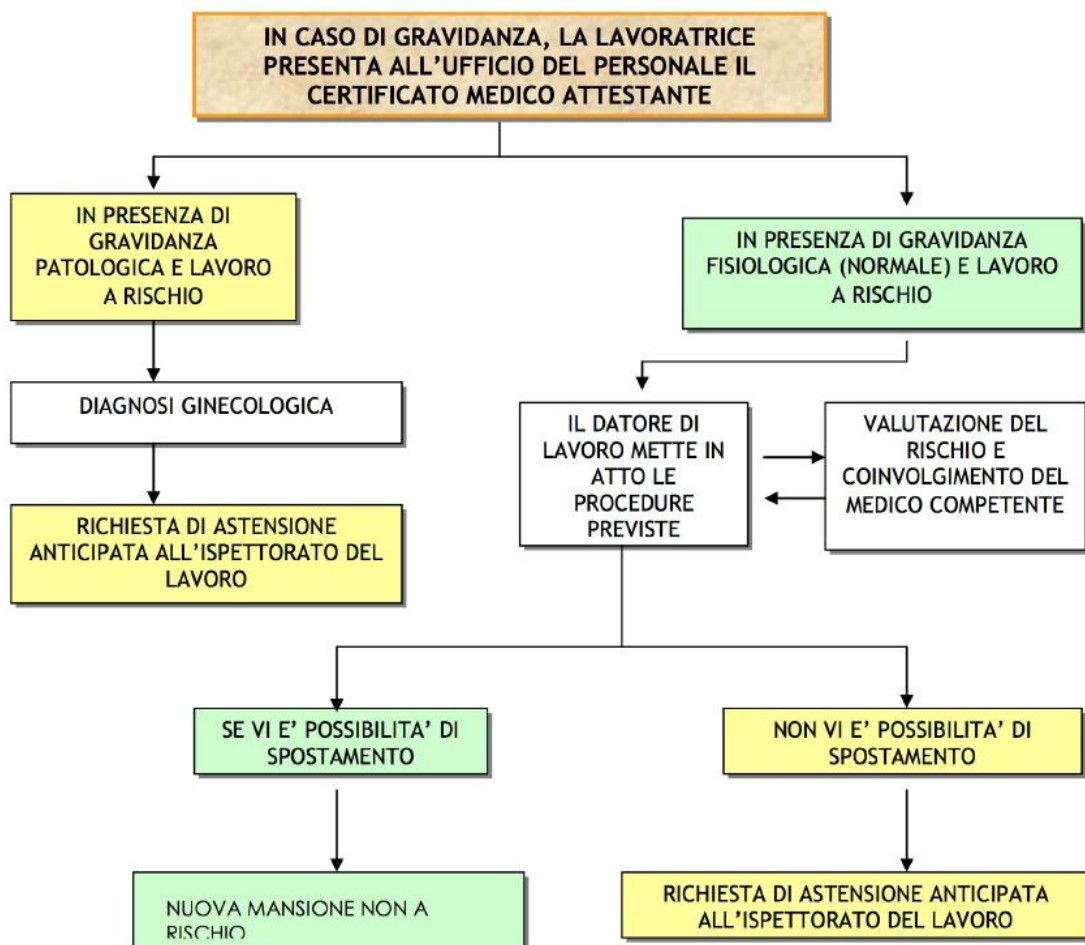 IN CASO DI GRAVIDANZA, LA LAVORATRICE
PRESENTA ALL’UFFICIO DEL PERSONALE IL
CERTIFICATO MEDICO ATTESTANTE
IN PRESENZA DI
GRAVIDANZA
PATOLOGICA E LAVORO
A RISCHIO
IN PRESENZA DI GRAVIDANZA
FISIOLOGICA (NORMALE) E LAVORO
A RISCHIO
DIAGNOSI GINECOLOGICA
RICHIESTA DI ASTENSIONE
ANTICIPATA ALL’ISPETTORATO DEL
LAVORO
IL DATORE DI
LAVORO METTE IN
ATTO LE
PROCEDURE
PREVISTE
VALUTAZIONE DEL
RISCHIO E
COINVOLGIMENTO DEL
MEDICO COMPETENTE
SE VI E’ POSSIBILITA’ DI
SPOSTAMENTO
NON VI E’ POSSIBILITA’ DI
SPOSTAMENTO
NUOVA MANSIONE NON A
RISCHIO
RICHIESTA DI ASTENSIONE ANTICIPATA
ALL’ISPETTORATO DEL LAVORO